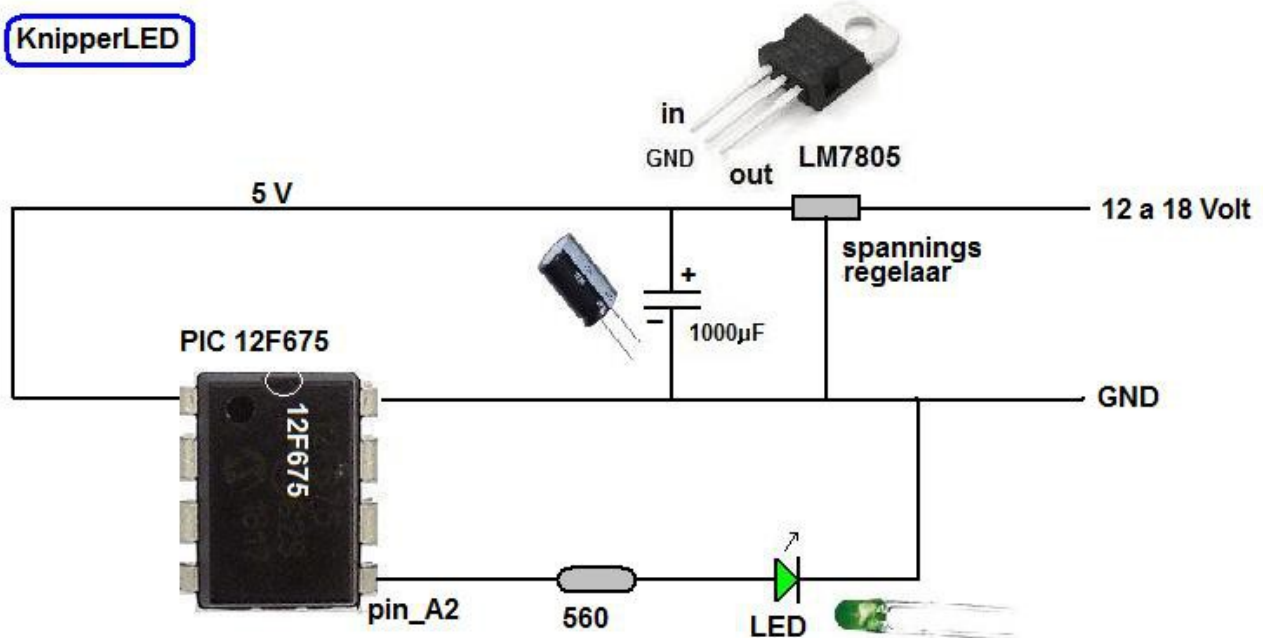 KnipperLED
in
GND
out
LM7805
5 V
12 a 18 Volt
spannings
regelaar
+
–
1000µF
PIC 12F675
12F675
GND
pin_A2
560
LED